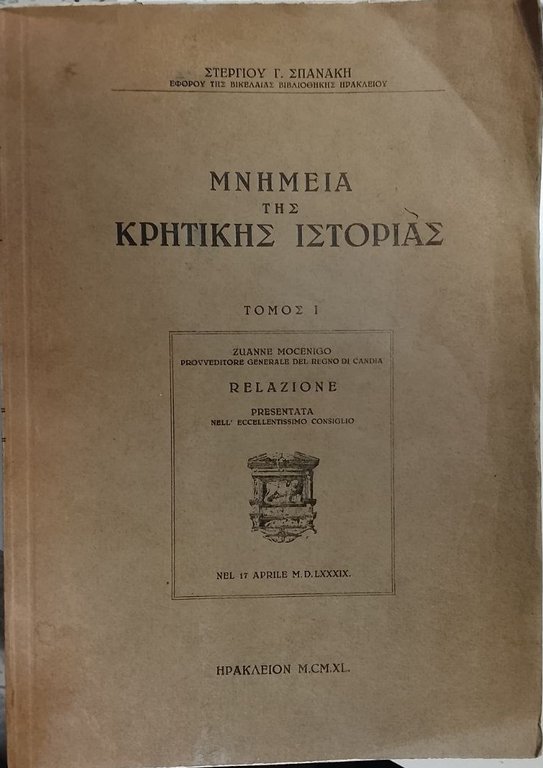 ΣΤΕΡΓΙΟΥ Γ. ΣΠΑΝΑΚΗ
ΕΦΟΡΟΥ ΤΗΣ ΒΙΚΕΛΑΙΑΣ ΒΙΒΛΙΟΘΗΚΗΣ ΗΡΑΚΛΕΙΟΥ
ΜΝΗΜΕΙΑ
ΤΗΣ
ΚΡΗΤΙΚΗΣ ΙΣΤΟΡΙΑΣ
ΤΟΜΟΣ Ι
ZUANNE MOCENIGO
PROVVEDITORE GENERALE DEL REGNO DI CANDIA
RELAZIONE
PRESENTATA
NELL' ECCELLENTISSIMO CONSIGLIO
NEL 17 APRILE M.D.LXXXIX.
ΗΡΑΚΛΕΙΟΝ M.CM.XL.